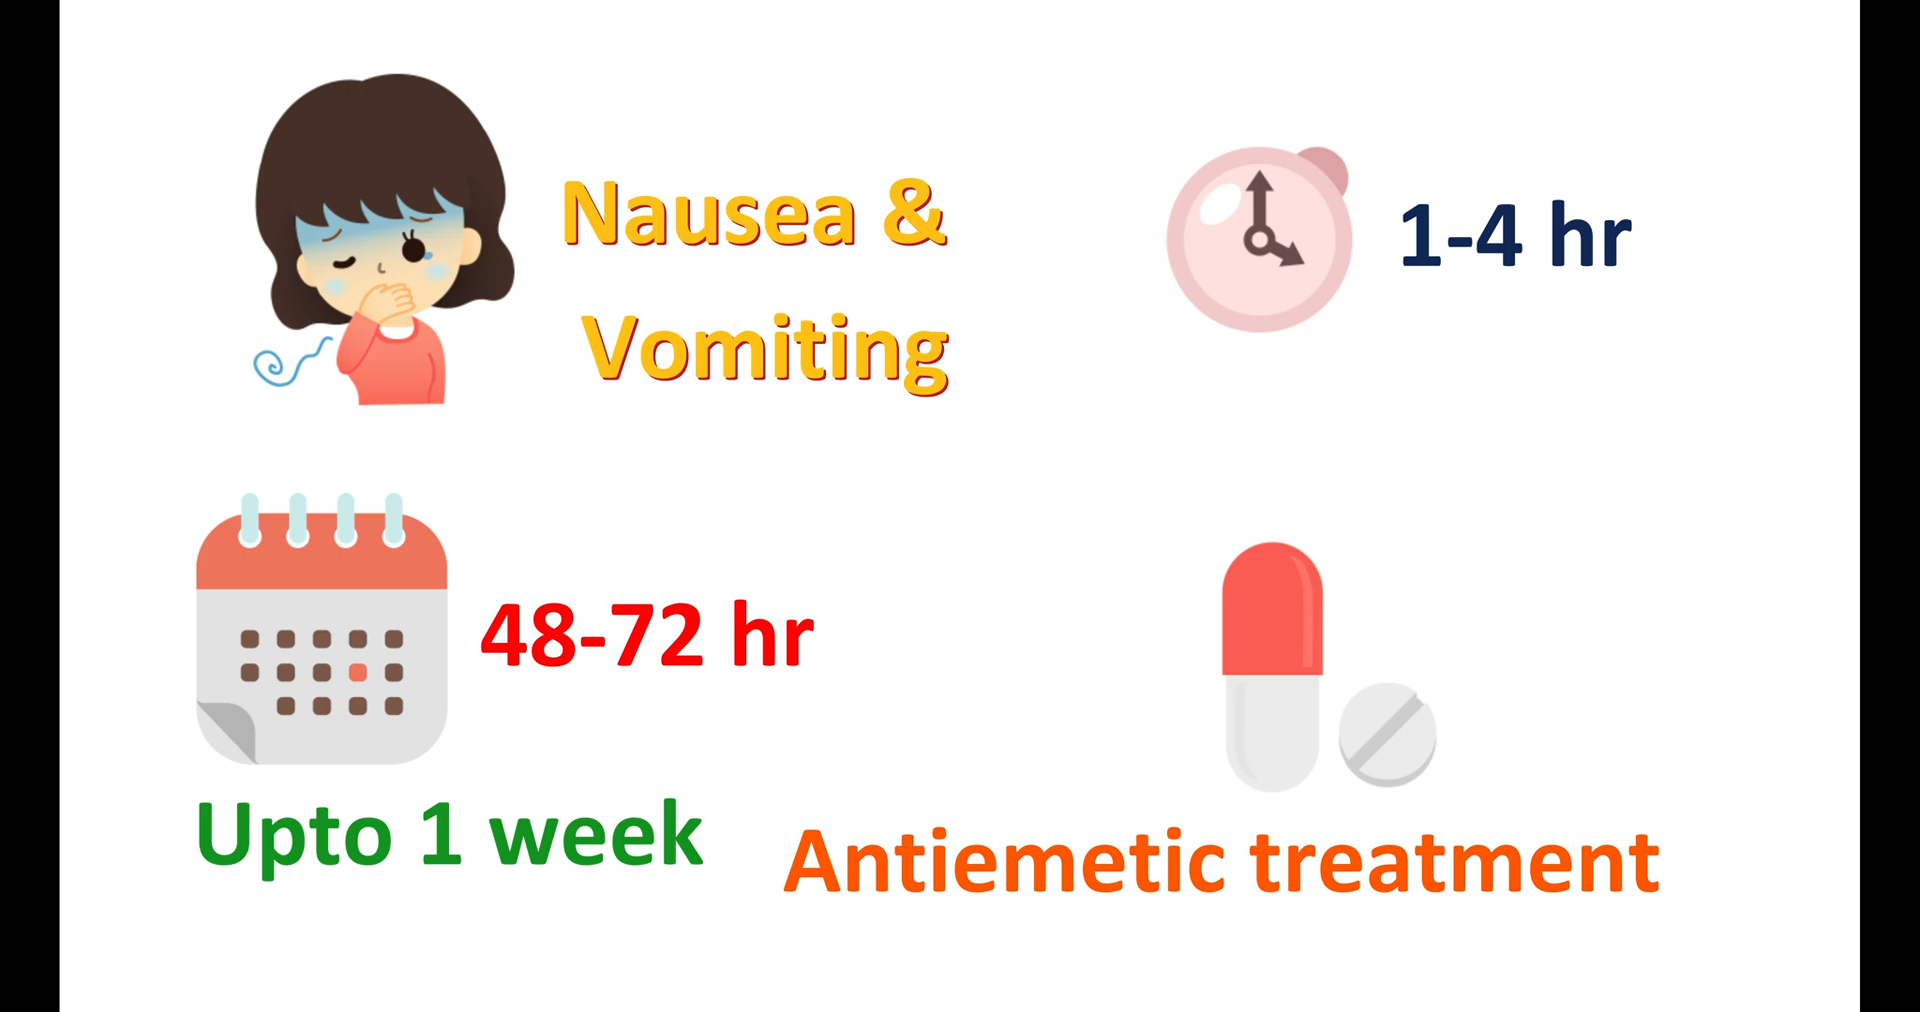 Nausea &
Vomiting
1-4 hr
48-72 hr
Upto 1 week
Antiemetic treatment